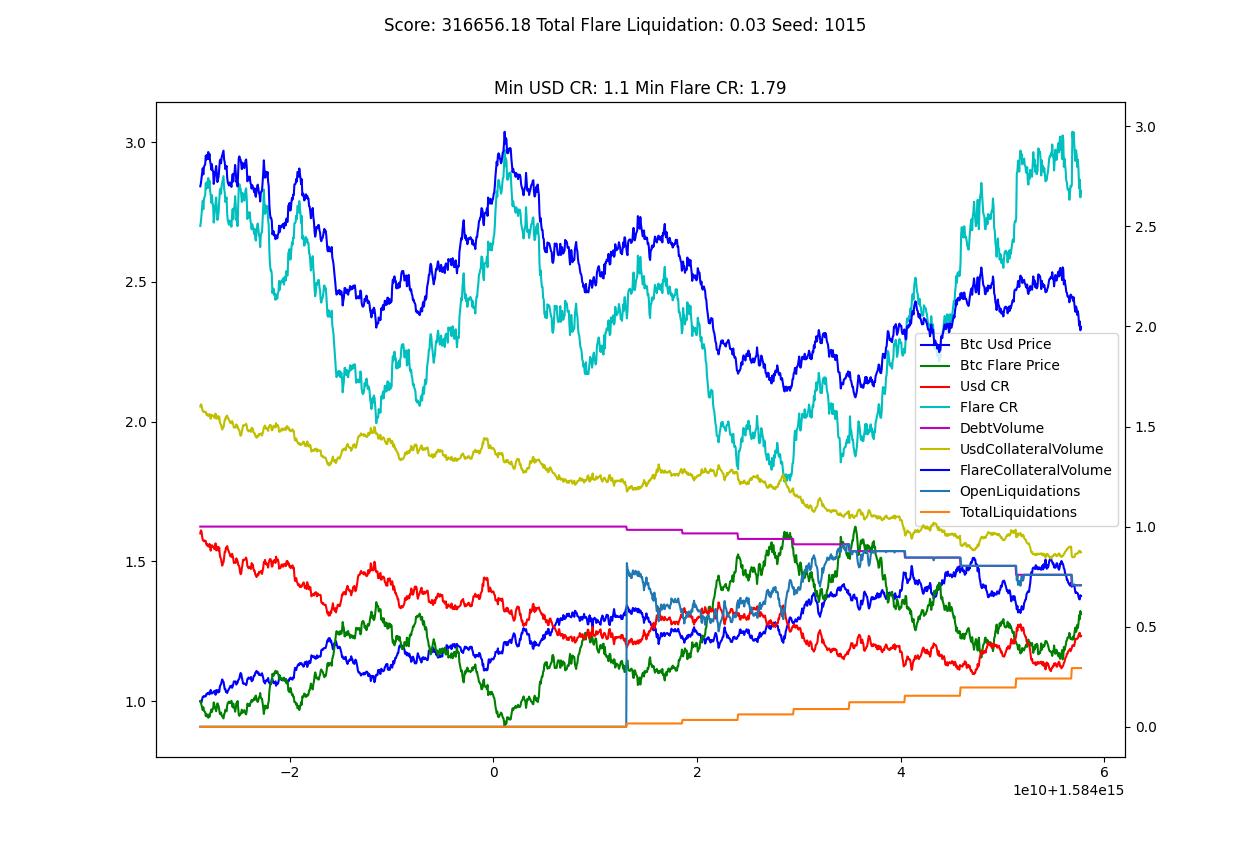 Score: 316656.18 Total Flare Liquidation: 0.03 Seed: 1015
Min USD CR: 1.1 Min Flare CR: 1.79
3.0
2.5
2.0
1.5
1.0
3.0
2.5
2.0
1.5
1.0
0.5
0.0
Btc Usd Price
Btc Flare Price
Usd CR
Flare CR
DebtVolume
UsdCollateralVolume
FlareCollateralVolume
OpenLiquidations
TotalLiquidations
−2 0 2 4 6
1e10+1.584e15